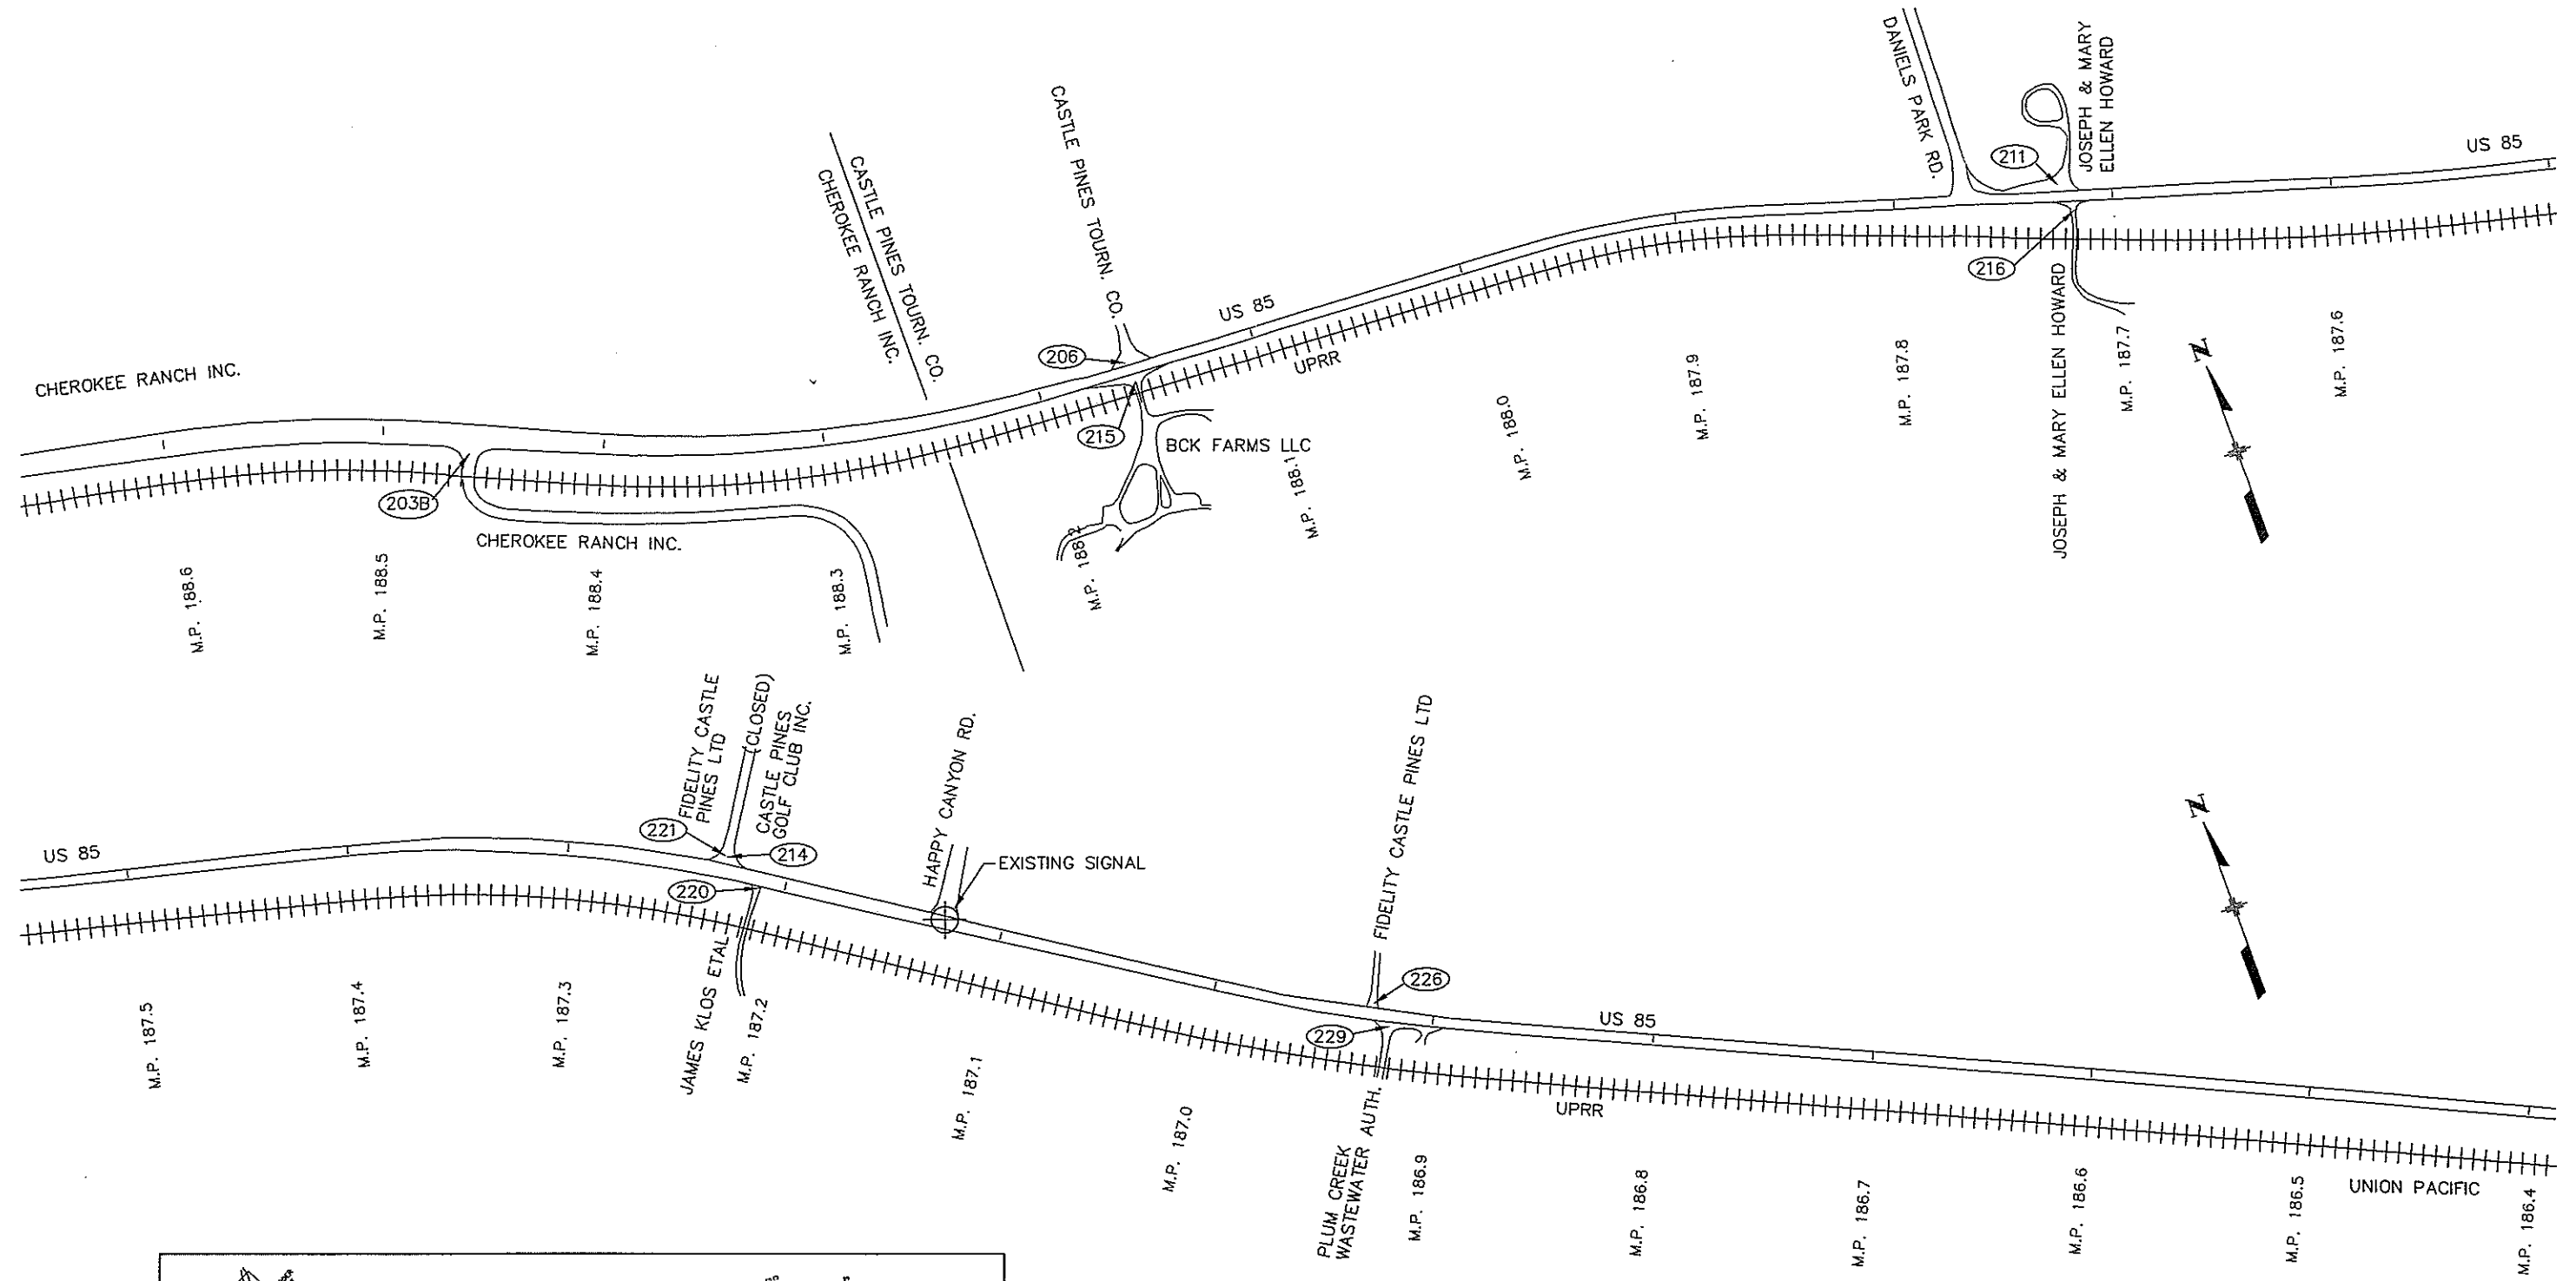 DANIELS PARK RD.
JOSEPH & MARY
ELLEN HOWARD
211
US 85
CASTLE PINES TOURN. CO.
CASTLE PINES TOURN. CO.
CHEROKEE RANCH INC.
206
US 85
UPRR
216
JOSEPH & MARY ELLEN HOWARD
N
CHEROKEE RANCH INC.
203B
CHEROKEE RANCH INC.
215
BCK FARMS LLC
M.P. 188.6
M.P. 188.5
M.P. 188.4
M.P. 188.3
M.P. 188.2
M.P. 188.1
M.P. 188.0
M.P. 187.9
M.P. 187.8
M.P. 187.7
M.P. 187.6
FIDELITY CASTLE
PINES LTD
(CLOSED)
CASTLE PINES
GOLF CLUB INC.
HAPPY CANYON RD.
FIDELITY CASTLE PINES LTD
N
221
214
US 85
220
EXISTING SIGNAL
JAMES KLOS ETAL
226
229
US 85
UPRR
PLUM CREEK
WASTEWATER AUTH.
UNION PACIFIC
M.P. 187.5
M.P. 187.4
M.P. 187.3
M.P. 187.2
M.P. 187.1
M.P. 187.0
M.P. 186.9
M.P. 186.8
M.P. 186.7
M.P. 186.6
M.P. 186.5
M.P. 186.4